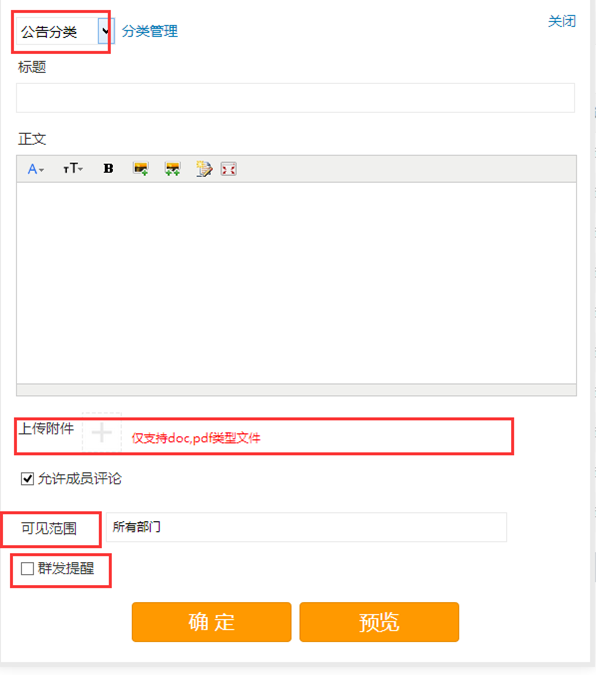 公告分类 分类管理 关闭
标题
正文
A TT B
上传附件 仅支持doc,pdf类型文件
允许成员评论
可见范围 所有部门
群发提醒
确 定 预览